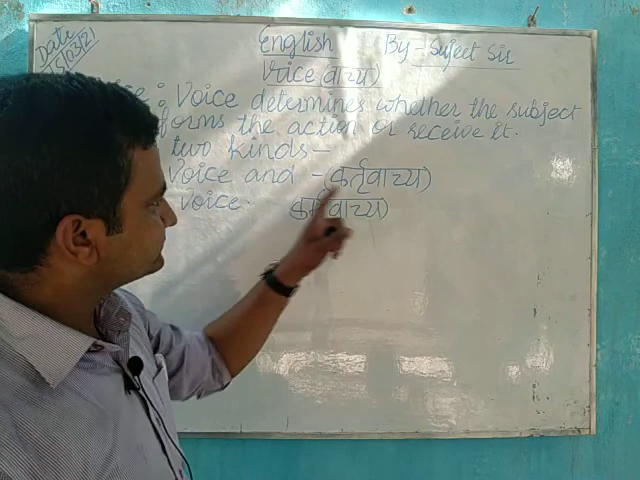 Date
15/03/21
English By - Sujeet Sir
Voice (वाच्य)
: Voice determines whether the subject
forms the action or receive it.
two kinds —
Voice and - (कर्तृवाच्य)
Voice. कर्मवाच्य)